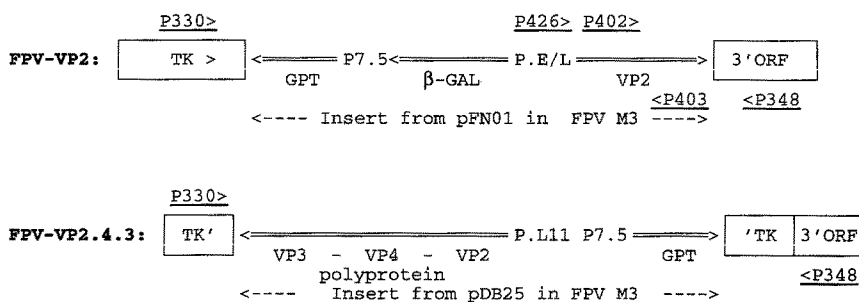 P330> P426> P402>
FPV-VP2: TK > <====== P7.5<====== P.E/L ======> 3'ORF
GPT β-GAL VP2
<P403 <P348
<---- Insert from pFN01 in FPV M3 ---->
P330>
FPV-VP2.4.3: TK' <====== P.L11 P7.5 ======> 'TK 3'ORF
VP3 - VP4 - VP2 GPT
polyprotein <P348
<---- Insert from pDB25 in FPV M3 ---->